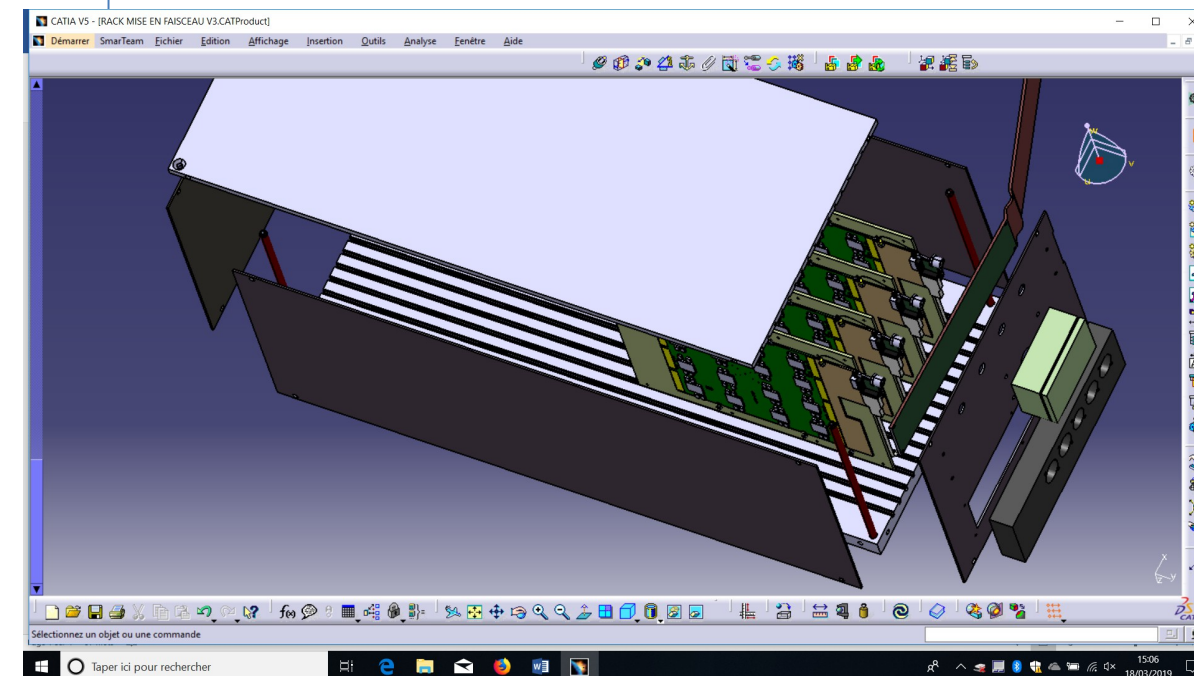 CATIA V5 - [RACK MISE EN FAISCEAU V3.CATProduct]
Démarrer SmarTeam Fichier Edition Affichage Insertion Outils Analyse Fenêtre Aide
Sélectionnez un objet ou une commande
Taper ici pour rechercher
15:06
18/03/2019